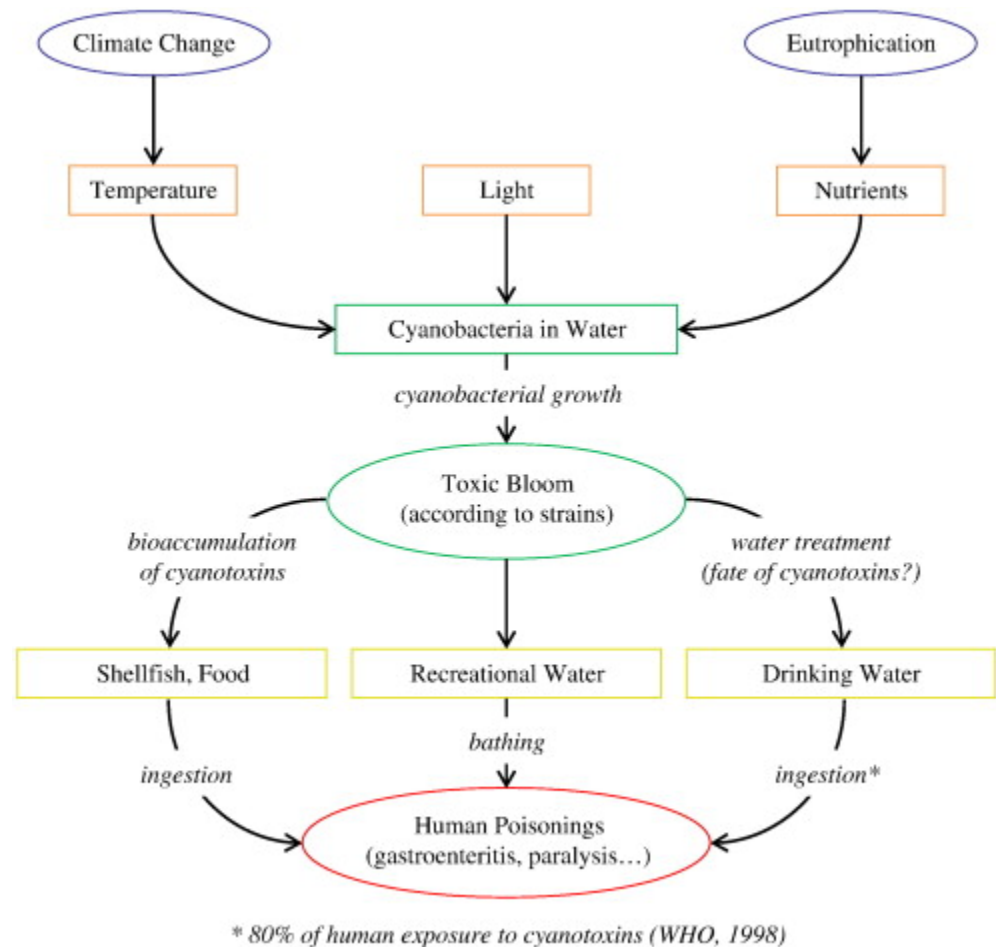 Climate Change
Eutrophication
Temperature
Light
Nutrients
Cyanobacteria in Water
cyanobacterial growth
Toxic Bloom
(according to strains)
bioaccumulation
of cyanotoxins
water treatment
(fate of cyanotoxins?)
Shellfish, Food
Recreational Water
Drinking Water
ingestion
bathing
ingestion*
Human Poisonings
(gastroenteritis, paralysis…)
* 80% of human exposure to cyanotoxins (WHO, 1998)